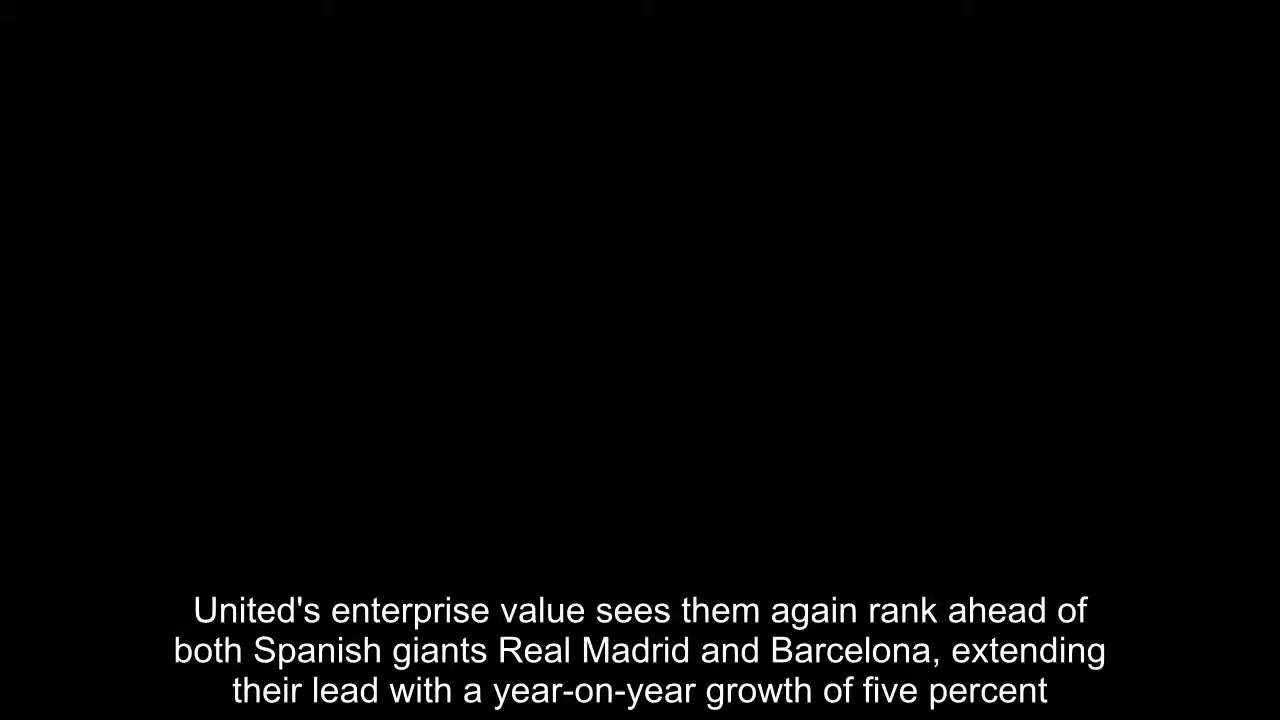 United's enterprise value sees them again rank ahead of
both Spanish giants Real Madrid and Barcelona, extending
their lead with a year-on-year growth of five percent